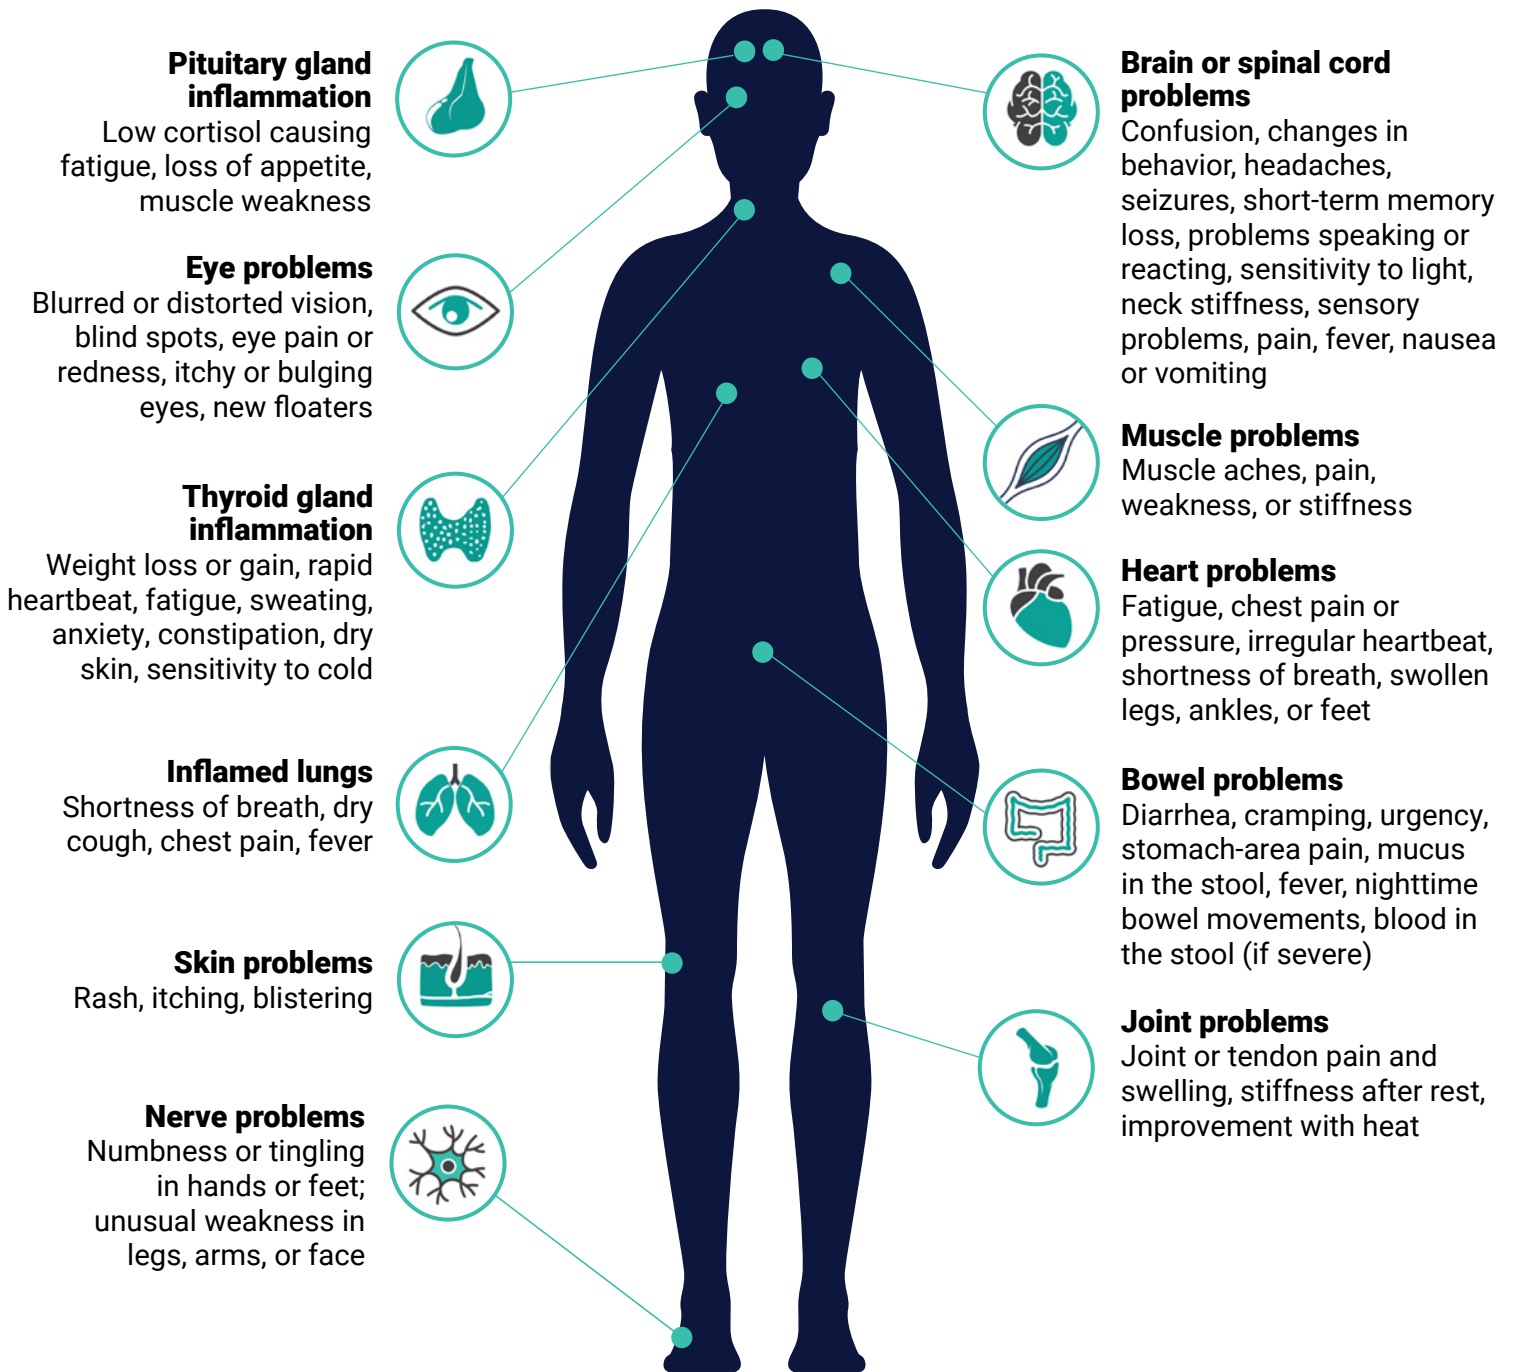 Pituitary gland
inflammation
Low cortisol causing
fatigue, loss of appetite,
muscle weakness
Eye problems
Blurred or distorted vision,
blind spots, eye pain or
redness, itchy or bulging
eyes, new floaters
Thyroid gland
inflammation
Weight loss or gain, rapid
heartbeat, fatigue, sweating,
anxiety, constipation, dry
skin, sensitivity to cold
Inflamed lungs
Shortness of breath, dry
cough, chest pain, fever
Skin problems
Rash, itching, blistering
Nerve problems
Numbness or tingling
in hands or feet;
unusual weakness in
legs, arms, or face
Brain or spinal cord
problems
Confusion, changes in
behavior, headaches,
seizures, short-term memory
loss, problems speaking or
reacting, sensitivity to light,
neck stiffness, sensory
problems, pain, fever, nausea
or vomiting
Muscle problems
Muscle aches, pain,
weakness, or stiffness
Heart problems
Fatigue, chest pain or
pressure, irregular heartbeat,
shortness of breath, swollen
legs, ankles, or feet
Bowel problems
Diarrhea, cramping, urgency,
stomach-area pain, mucus
in the stool, fever, nighttime
bowel movements, blood in
the stool (if severe)
Joint problems
Joint or tendon pain and
swelling, stiffness after rest,
improvement with heat